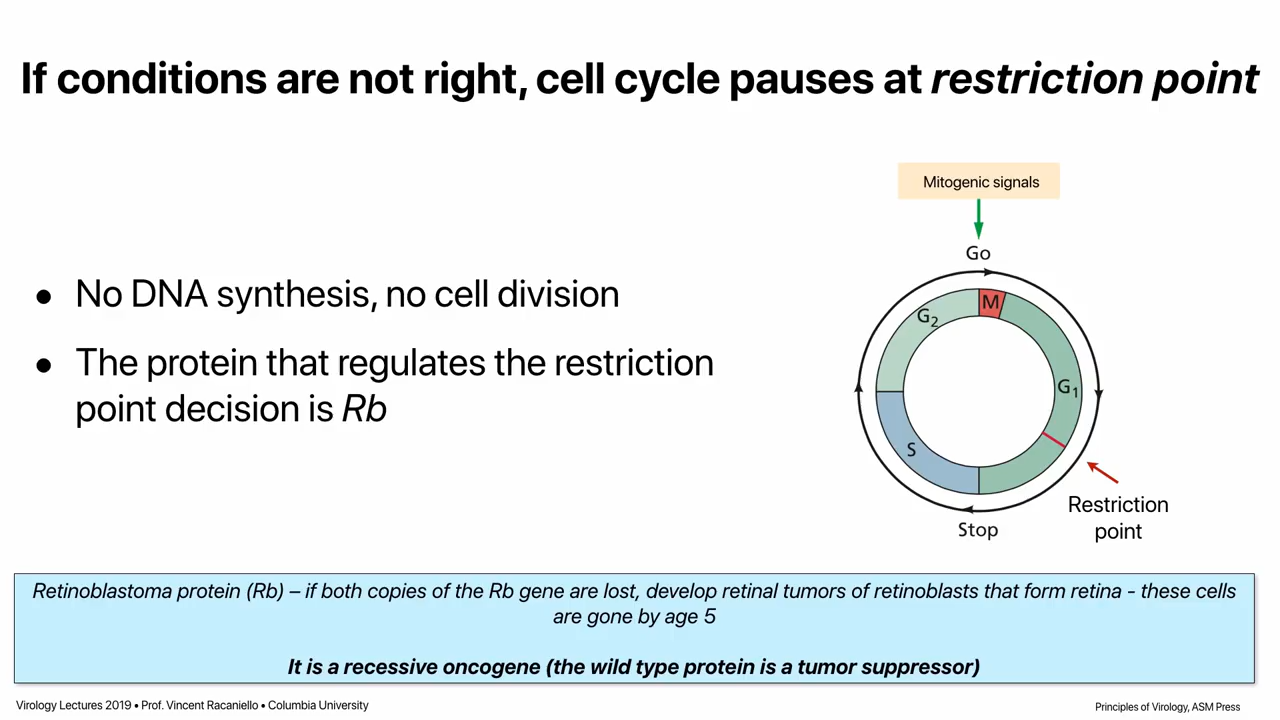 If conditions are not right, cell cycle pauses at restriction point
Mitogenic signals
Go
M
G2
G1
S
Stop
Restriction
point
• No DNA synthesis, no cell division
• The protein that regulates the restriction
point decision is Rb
Retinoblastoma protein (Rb) – if both copies of the Rb gene are lost, develop retinal tumors of retinoblasts that form retina - these cells
are gone by age 5
It is a recessive oncogene (the wild type protein is a tumor suppressor)
Virology Lectures 2019 • Prof. Vincent Racaniello • Columbia University
Principles of Virology, ASM Press